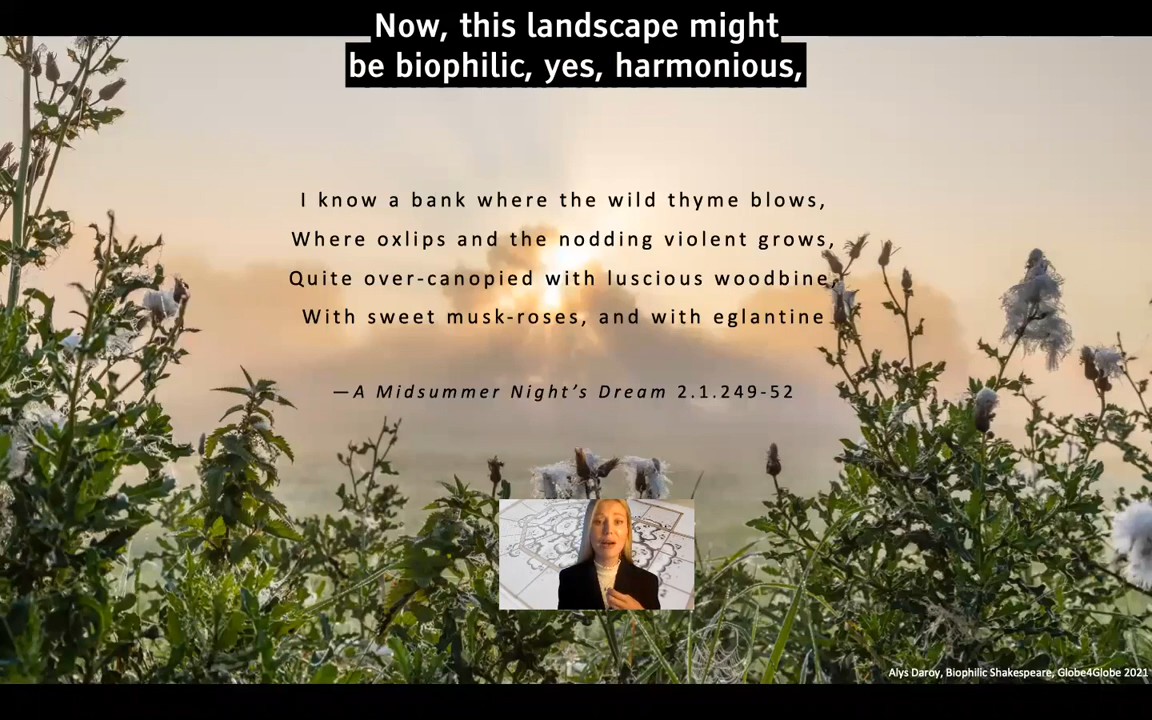 Now, this landscape might
be biophilic, yes, harmonious,
I know a bank where the wild thyme blows,
Where oxlips and the nodding violent grows,
Quite over-canopied with luscious woodbine,
With sweet musk-roses, and with eglantine
—A Midsummer Night's Dream 2.1.249-52
Alys Daroy, Biophilic Shakespeare, Globe4Globe 2021